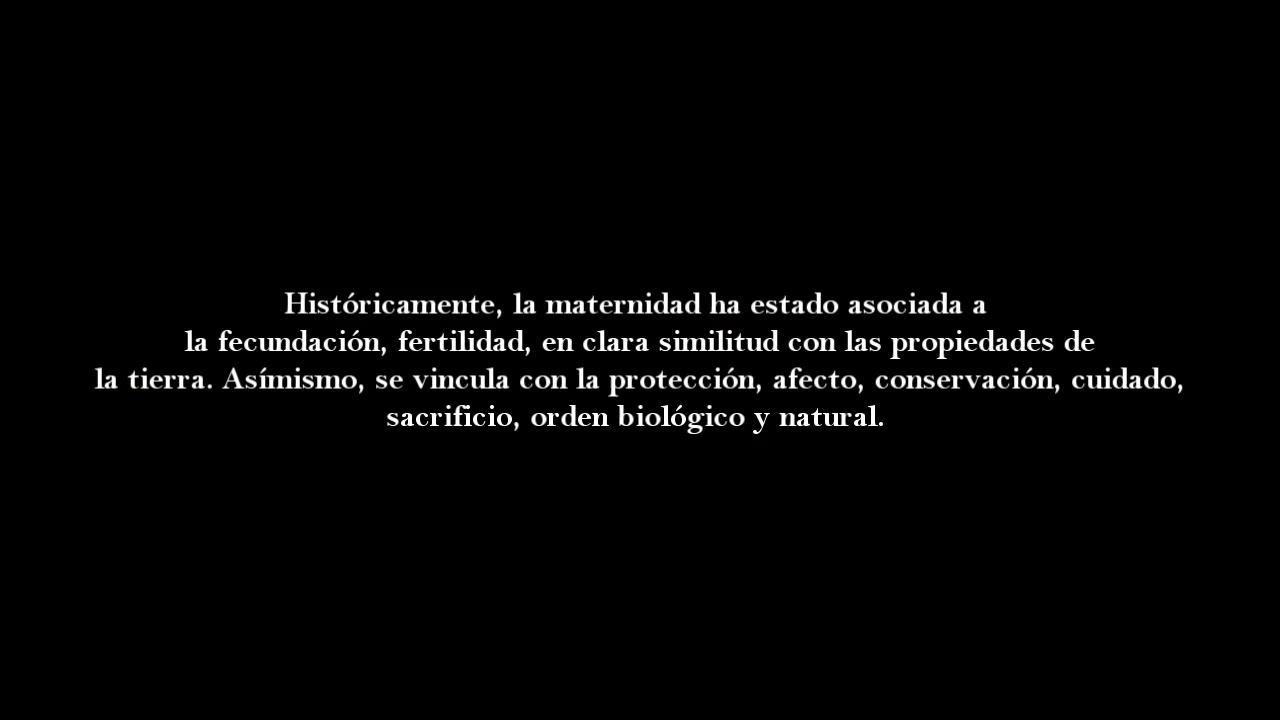 Históricamente, la maternidad ha estado asociada a
la fecundación, fertilidad, en clara similitud con las propiedades de
la tierra. Asímismo, se vincula con la protección, afecto, conservación, cuidado,
sacrificio, orden biológico y natural.